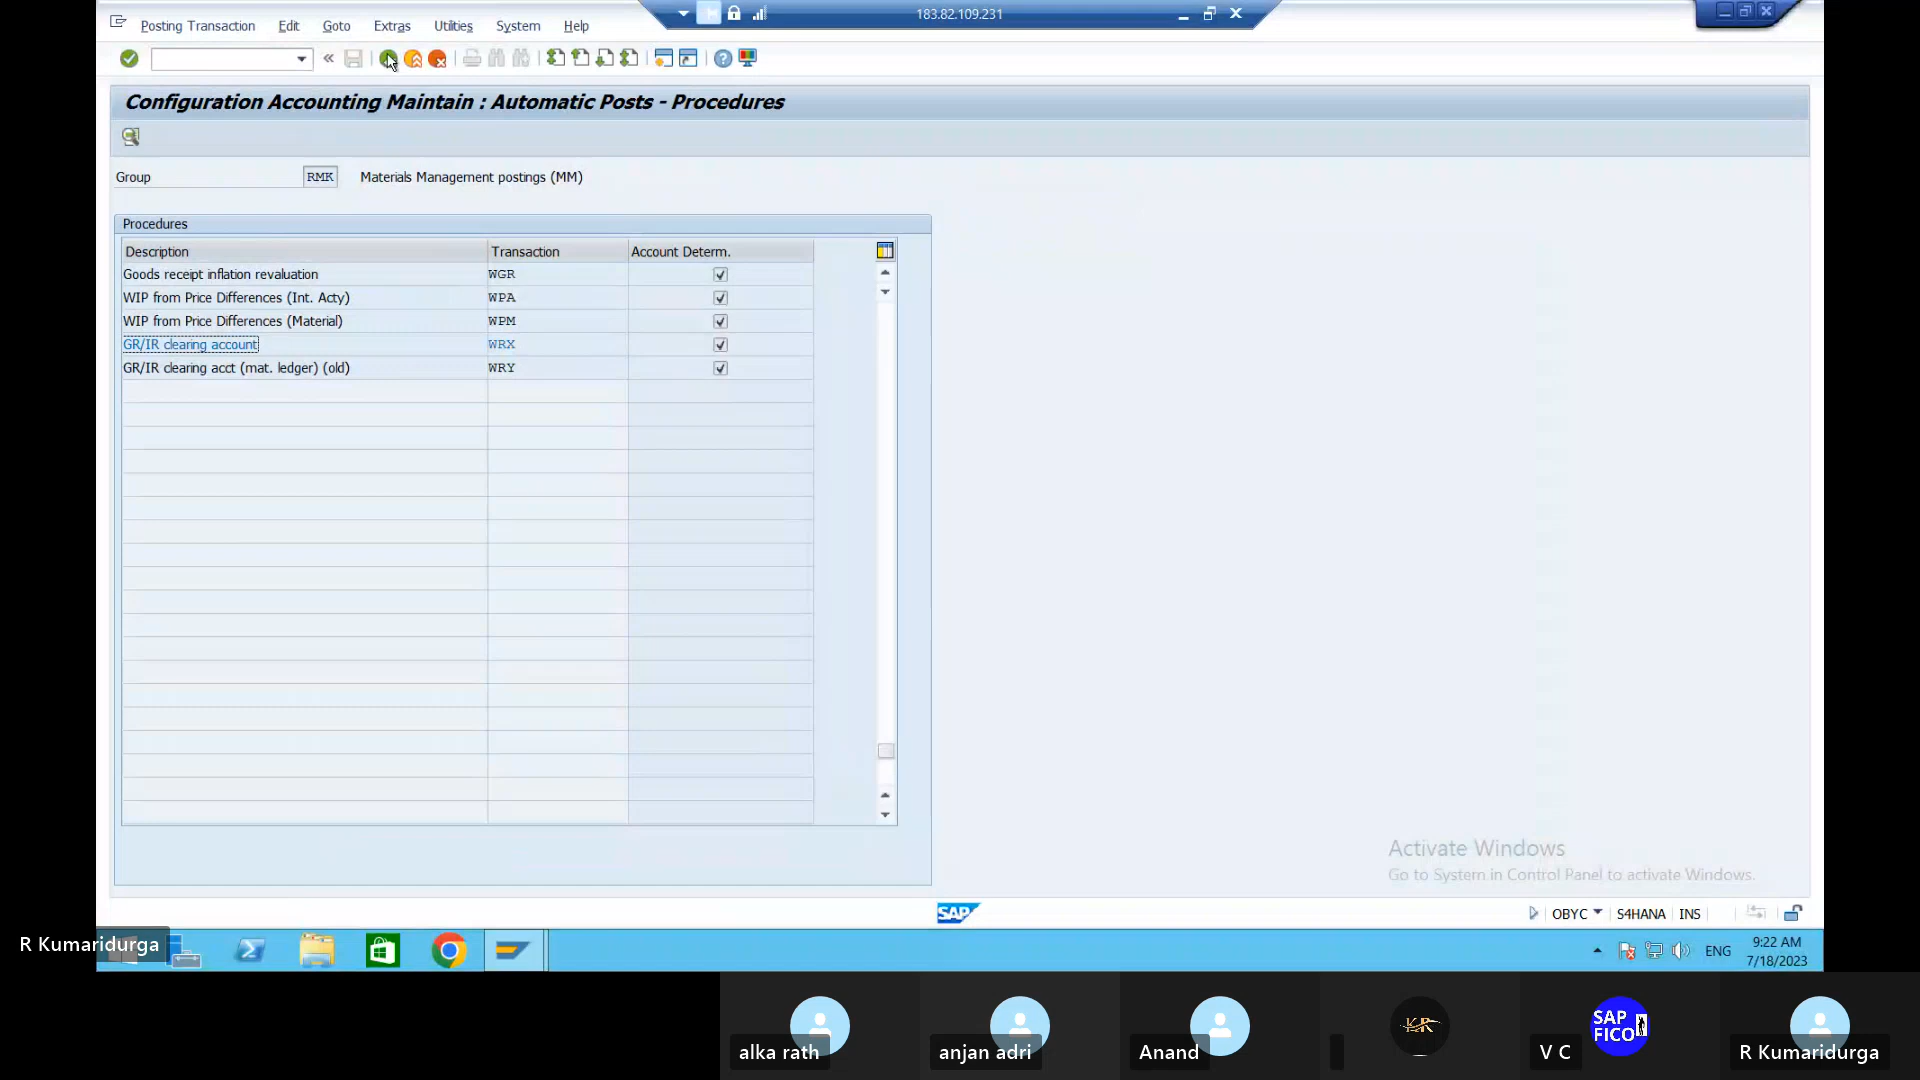 Posting Transaction Edit Goto Extras Utilities System Help
183.82.109.231
Configuration Accounting Maintain : Automatic Posts - Procedures
Group RMK Materials Management postings (MM)
Procedures
Description Transaction Account Determ.
Goods receipt inflation revaluation WGR
WIP from Price Differences (Int. Acty) WPA
WIP from Price Differences (Material) WPM
GR/IR clearing account WRX
GR/IR clearing acct (mat. ledger) (old) WRY
Activate Windows
Go to System in Control Panel to activate Windows.
SAP
OBYC S4HANA INS
R Kumaridurga
ENG
9:22 AM
7/18/2023
SAP
FICO
KR
alka rath anjan adri Anand V C R Kumaridurga